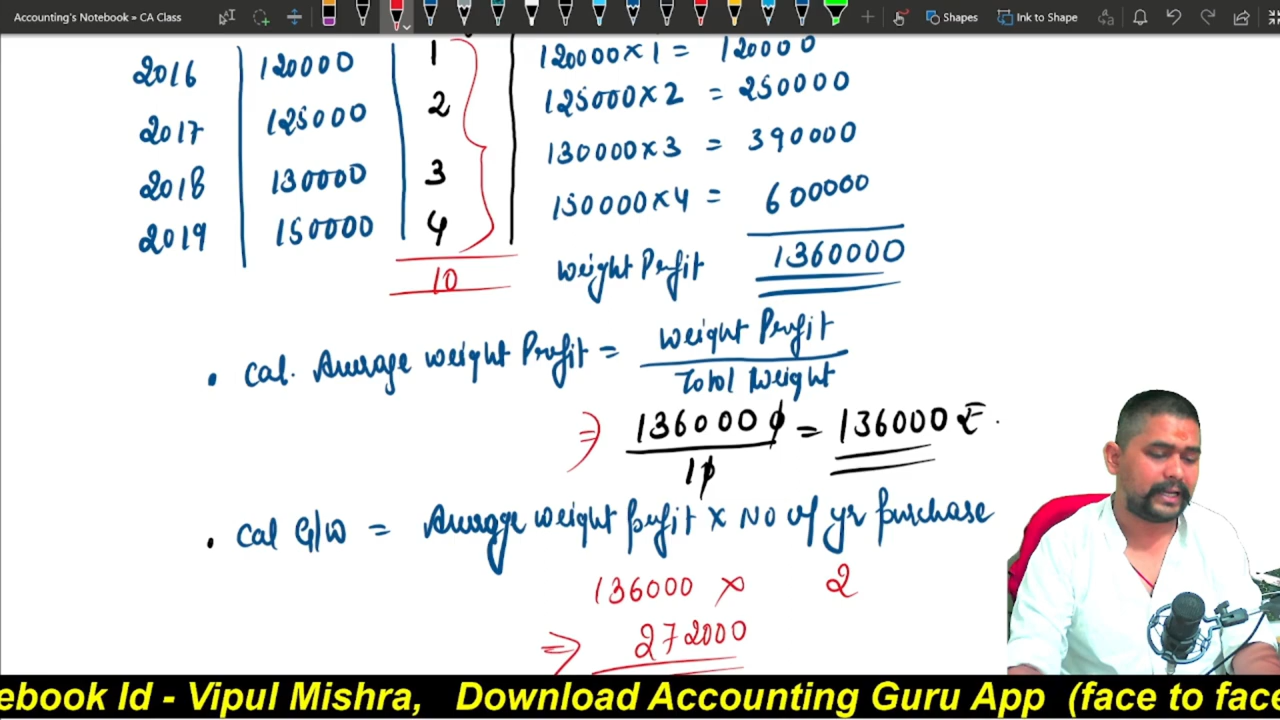 Accounting's Notebook » CA Class
Shapes
Ink to Shape
2016 120000 1 120000×1 = 120000
2017 125000 2 125000×2 = 250000
2018 130000 3 130000×3 = 390000
2019 150000 4 150000×4 = 600000
10 Weight Profit 1360000
• Cal. Average weight Profit = Weight Profit
Total Weight
⇒ 1360000 = 136000 ₹.
10
• Cal G/W = Average weight profit × No of yr purchase
136000 × 2
⇒ 272000
ebook Id - Vipul Mishra, Download Accounting Guru App (face to face